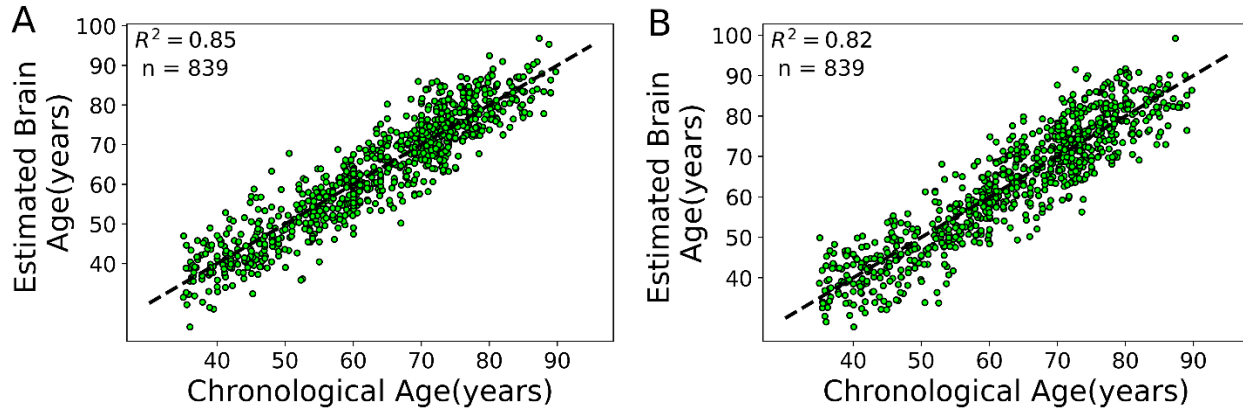 A
R² = 0.85
n = 839
Estimated Brain
Age(years)
100
90
80
70
60
50
40
40 50 60 70 80 90
Chronological Age(years)
B
R² = 0.82
n = 839
Estimated Brain
Age(years)
100
90
80
70
60
50
40
30
40 50 60 70 80 90
Chronological Age(years)